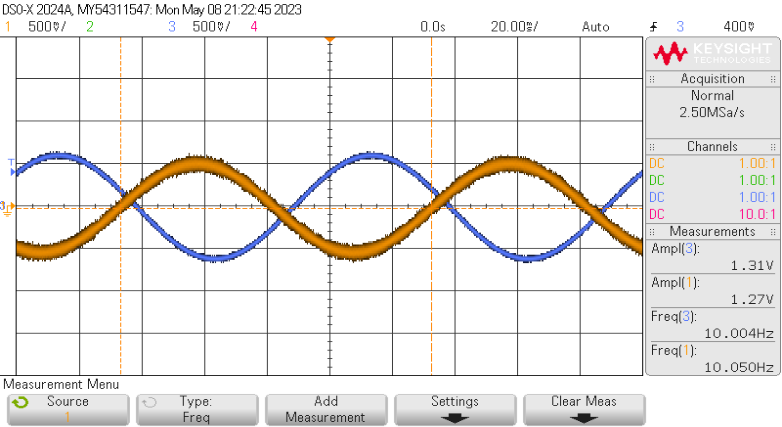 DSO-X 2024A, MY54311547: Mon May 08 21:22:45 2023
1 500mV/ 2 3 500mV/ 4 0.0s 20.00ms/ Auto 3 400mV
KEYSIGHT
TECHNOLOGIES
Acquisition
Normal
2.50MSa/s
Channels
DC 1.00:1
DC 1.00:1
DC 1.00:1
DC 10.0:1
Measurements
Ampl(3):
1.31V
Ampl(1):
1.27V
Freq(3):
10.004Hz
Freq(1):
10.050Hz
T
3
Measurement Menu
Source
1
Type:
Freq
Add
Measurement
Settings
Clear Meas